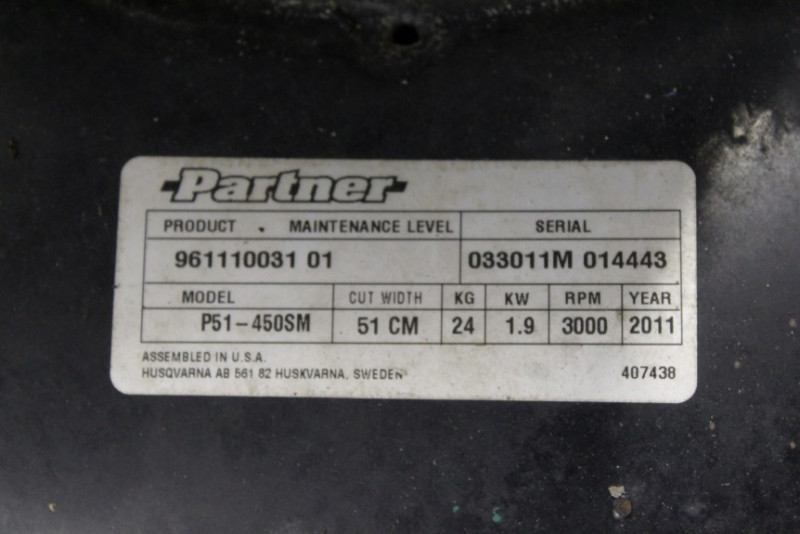 Partner
PRODUCT . MAINTENANCE LEVEL SERIAL
961110031 01 033011M 014443
MODEL CUT WIDTH KG KW RPM YEAR
P51-450SM 51 CM 24 1.9 3000 2011
ASSEMBLED IN U.S.A.
HUSQVARNA AB 561 82 HUSKVARNA, SWEDEN 407438